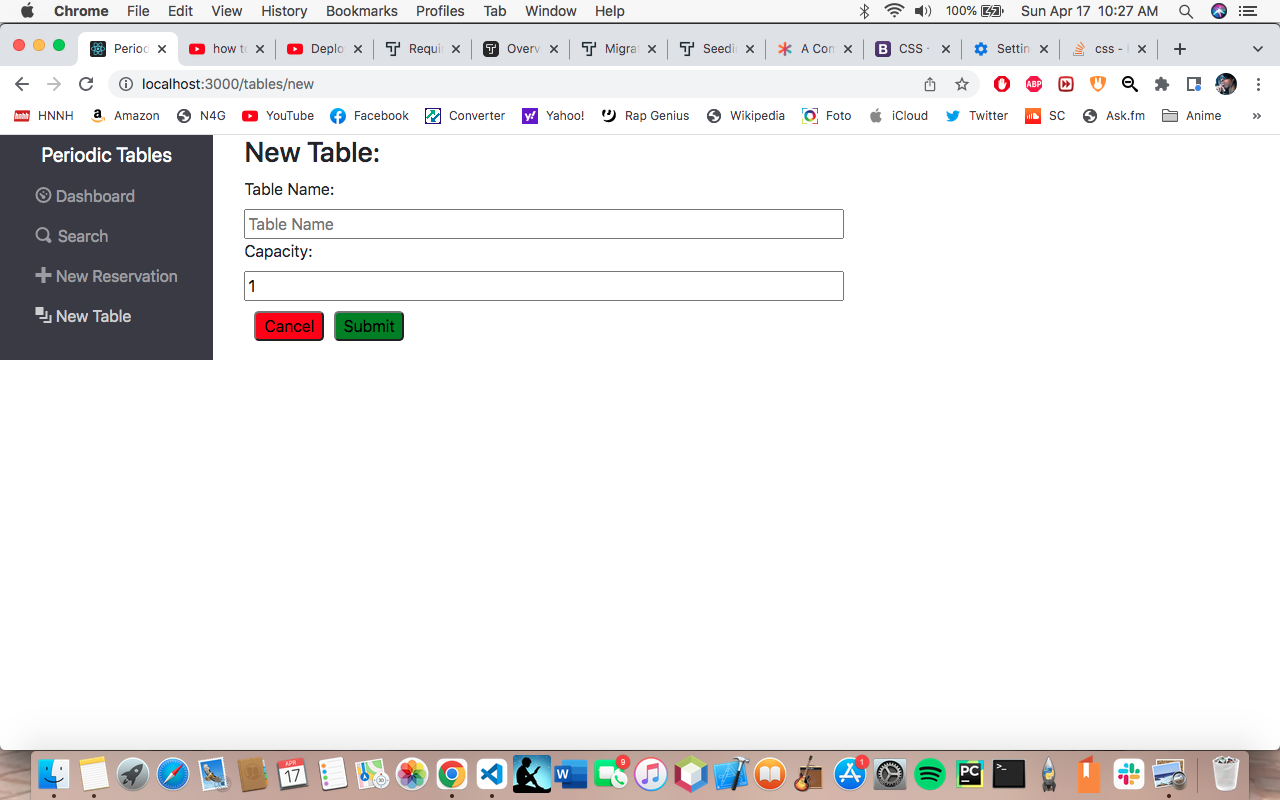 Chrome File Edit View History Bookmarks Profiles Tab Window Help 100% Sun Apr 17 10:27 AM
Period how to Deplo Requi Overv Migrat Seedi A Con CSS · Settin css -
localhost:3000/tables/new ABP
HNNH Amazon N4G YouTube Facebook Converter Yahoo! Rap Genius Wikipedia Foto iCloud Twitter SC Ask.fm Anime »
Periodic Tables
Dashboard
Search
New Reservation
New Table
New Table:
Table Name:
Table Name
Capacity:
1
Cancel Submit
APR 17 W 9 1 PC >_